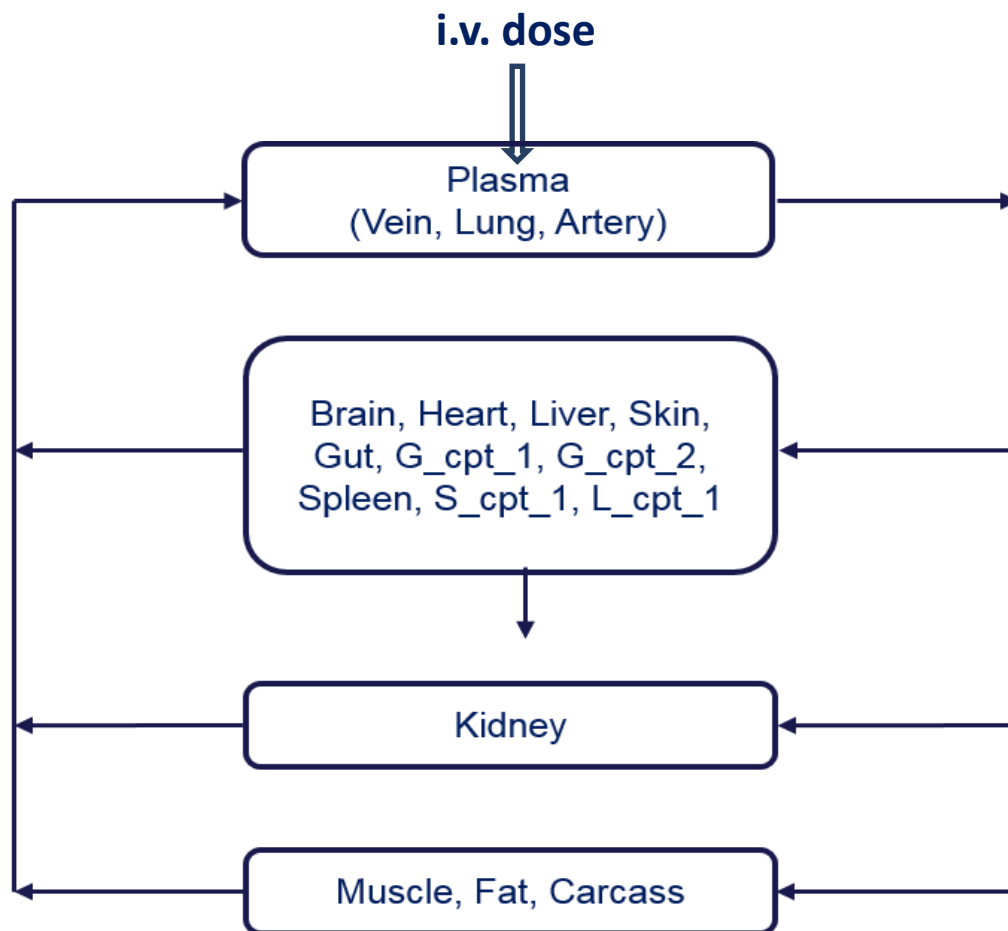 i.v. dose
Plasma
(Vein, Lung, Artery)
Brain, Heart, Liver, Skin,
Gut, G_cpt_1, G_cpt_2,
Spleen, S_cpt_1, L_cpt_1
Kidney
Muscle, Fat, Carcass